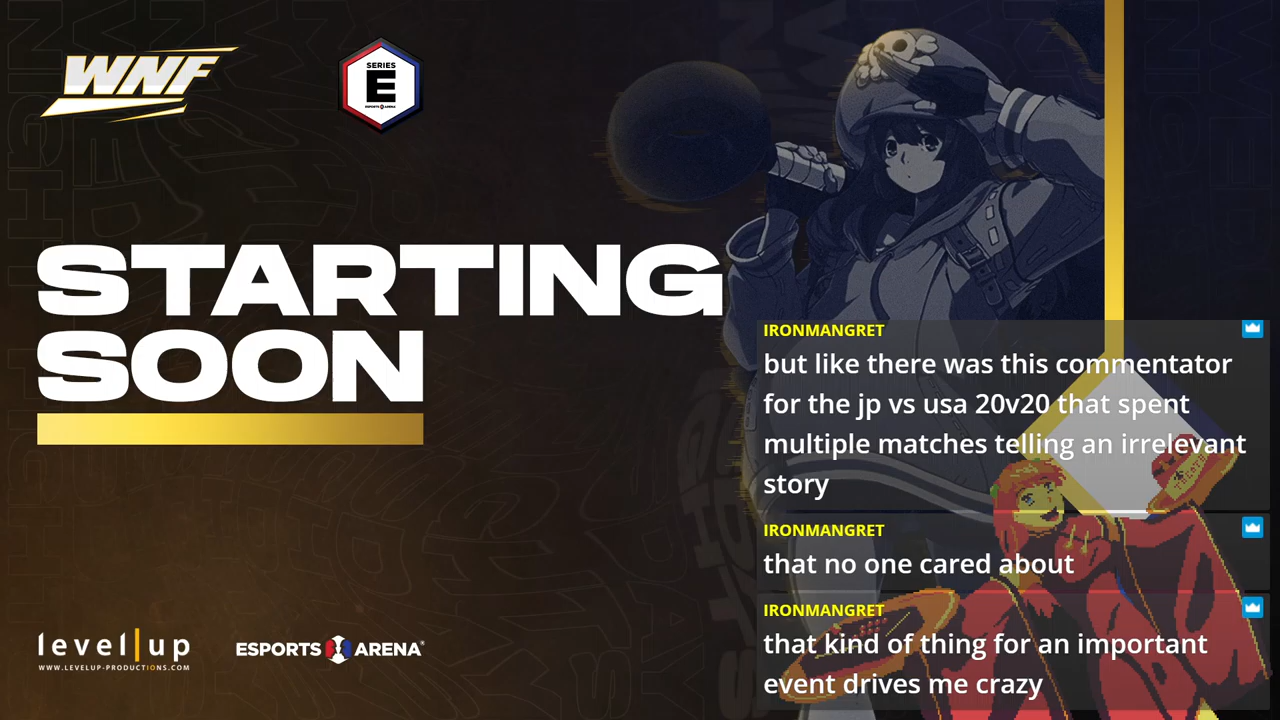 WNF
SERIES
E
ESPORTS ARENA
STARTING
SOON
IRONMANGRET
but like there was this commentator
for the jp vs usa 20v20 that spent
multiple matches telling an irrelevant
story
IRONMANGRET
that no one cared about
IRONMANGRET
that kind of thing for an important
event drives me crazy
level|up
WWW.LEVELUP-PRODUCTIONS.COM
ESPORTS ARENA®